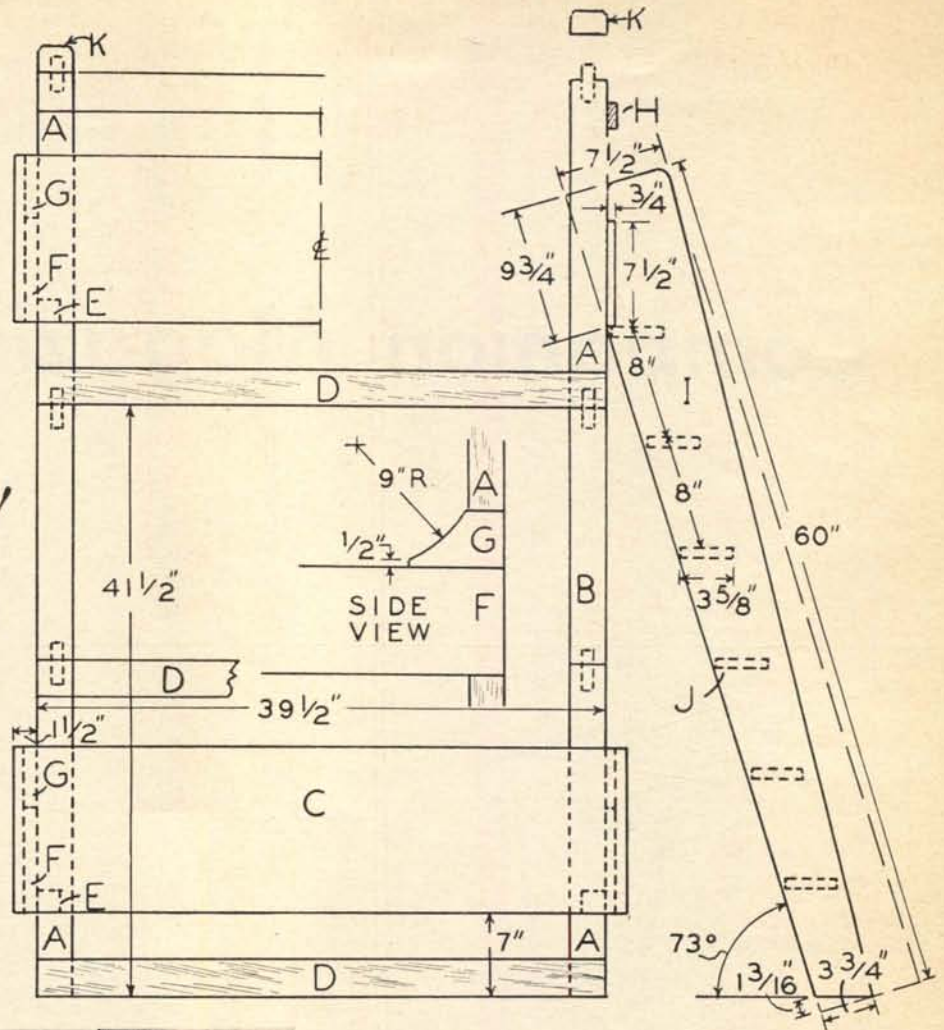 K
K
A
H
7 1/2"
G
3/4"
F
℄
9 3/4"
7 1/2"
E
A
8"
D
I
9" R
A
8"
1/2"
G
60"
41 1/2"
SIDE
VIEW
F
B
3 5/8"
D
J
39 1/2"
1 1/2"
G
C
F
E
A
7"
A
73°
D
1 3/16"
3 3/4"